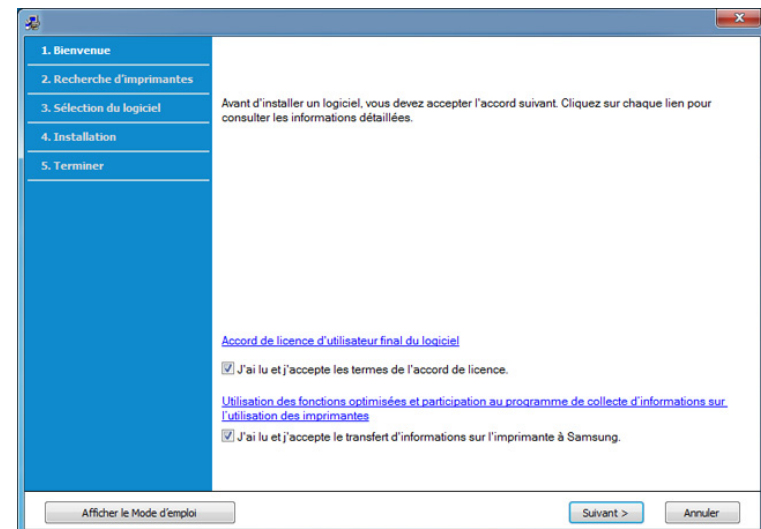 x
1. Bienvenue
2. Recherche d'imprimantes
3. Sélection du logiciel
4. Installation
5. Terminer
Avant d'installer un logiciel, vous devez accepter l'accord suivant. Cliquez sur chaque lien pour
consulter les informations détaillées.
Accord de licence d'utilisateur final du logiciel
J'ai lu et j'accepte les termes de l'accord de licence.
Utilisation des fonctions optimisées et participation au programme de collecte d'informations sur
l'utilisation des imprimantes
J'ai lu et j'accepte le transfert d'informations sur l'imprimante à Samsung.
Afficher le Mode d'emploi
Suivant >
Annuler